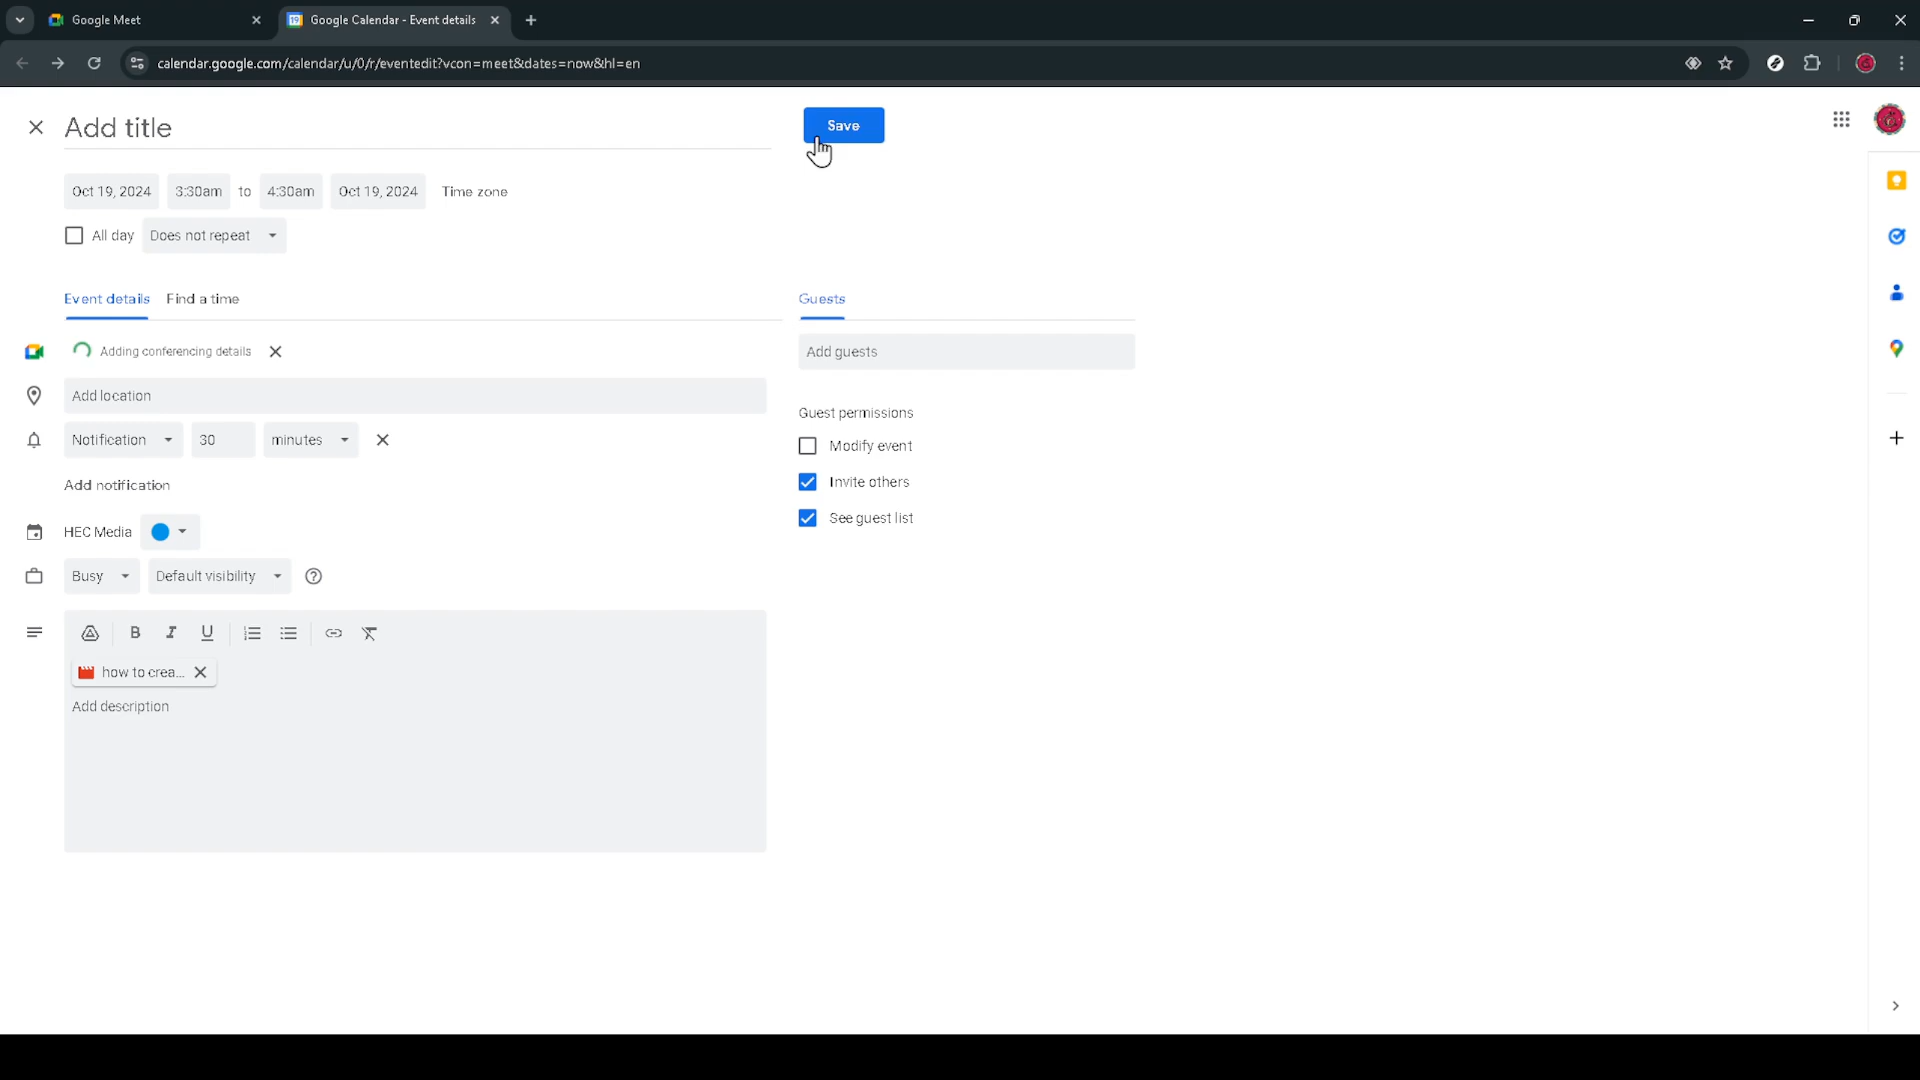 Google Meet
Google Calendar - Event details
calendar.google.com/calendar/u/0/r/eventedit?vcon=meet&dates=now&hl=en
Add title
Save
Oct 19, 2024 3:30am to 4:30am Oct 19, 2024 Time zone
All day Does not repeat
Event details Find a time
Guests
Adding conferencing details
Add guests
Add location
Guest permissions
Notification 30 minutes
Modify event
Invite others
Add notification
See guest list
HEC Media
Busy Default visibility
how to crea...
Add description